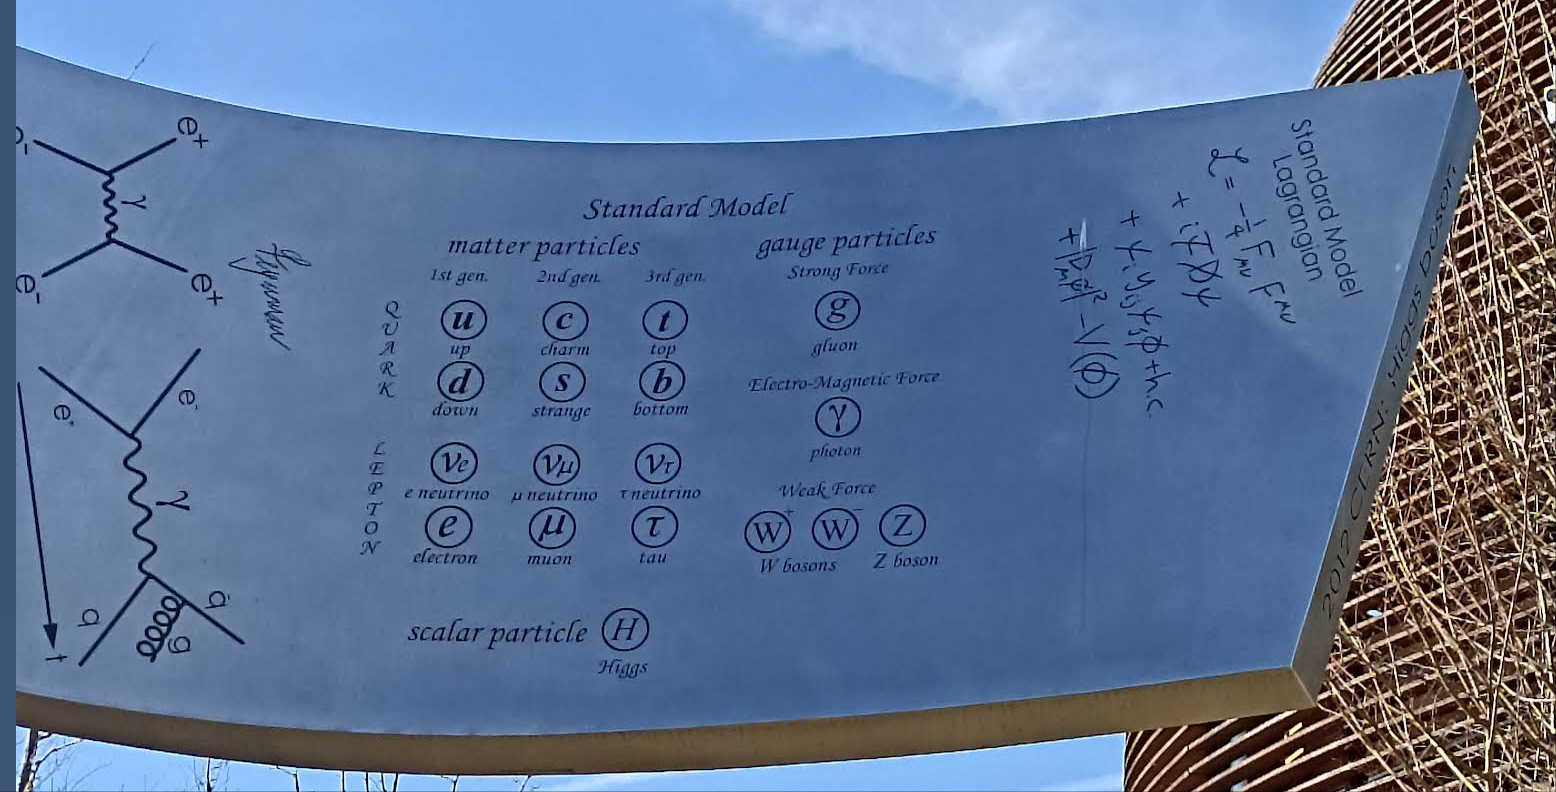 e⁺
e⁻
γ
e⁻
e⁺
Feynman
e⁺
e⁻
γ
q
q̄
g
t
Standard Model
matter particles
1st gen. 2nd gen. 3rd gen.
QUARK
u c t
up charm top
d s b
down strange bottom
LEPTON
νe νμ ντ
e neutrino μ neutrino τ neutrino
e μ τ
electron muon tau
scalar particle H
Higgs
gauge particles
Strong Force
g
gluon
Electro-Magnetic Force
γ
photon
Weak Force
W⁺ W⁻ Z
W bosons Z boson
Standard Model
Lagrangian
ℒ = -1/4 Fμν Fμν
+ iψ̄D̸ψ
+ ψᵢyᵢⱼψⱼφ + h.c.
+ |Dμφ|² - V(φ)
2012 CERN: Higgs boson